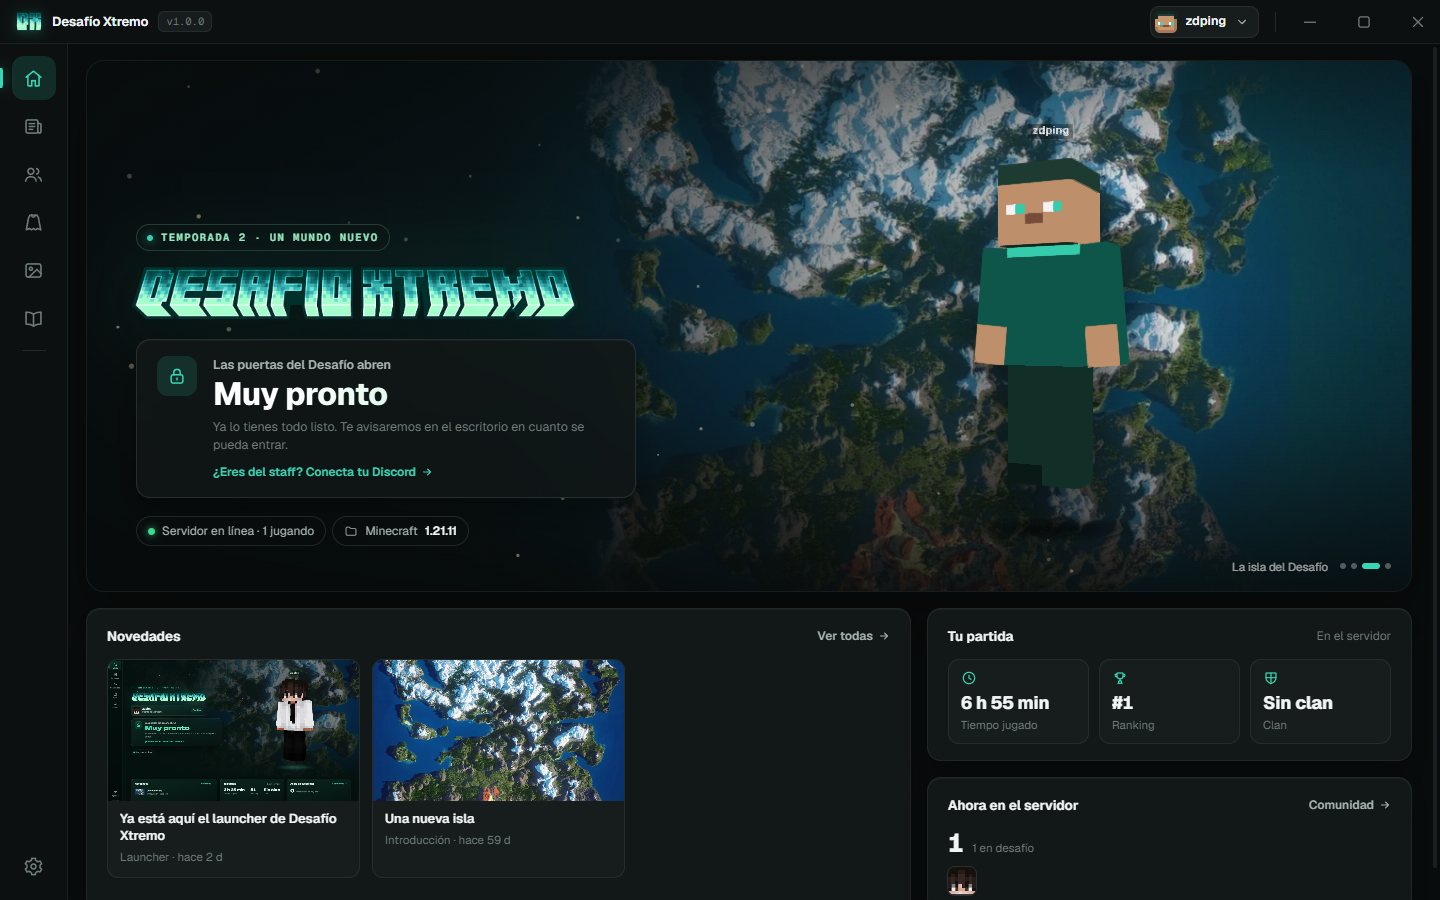 DX Desafío Xtremo v1.0.0
zdping
zdping
TEMPORADA 2 · UN MUNDO NUEVO
DESAFIO XTREMO
Las puertas del Desafío abren
Muy pronto
Ya lo tienes todo listo. Te avisaremos en el escritorio en cuanto se
pueda entrar.
¿Eres del staff? Conecta tu Discord →
Servidor en línea · 1 jugando
Minecraft 1.21.11
La isla del Desafío
Novedades
Ver todas →
Muy pronto
Ya está aquí el launcher de Desafío
Xtremo
Launcher · hace 2 d
Una nueva isla
Introducción · hace 59 d
Tu partida
En el servidor
6 h 55 min
Tiempo jugado
#1
Ranking
Sin clan
Clan
Ahora en el servidor
Comunidad →
1 1 en desafío